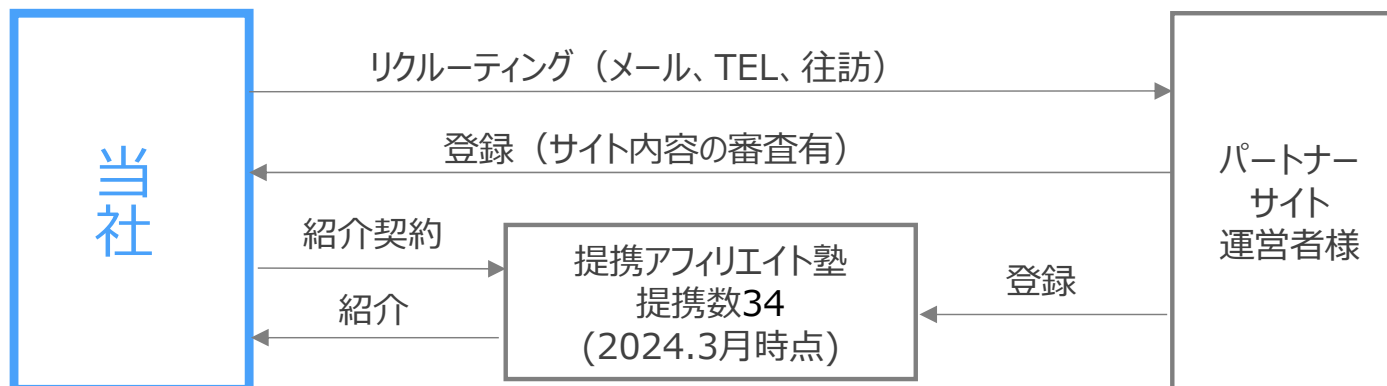 リクルーティング（メール、TEL、往訪）
登録（サイト内容の審査有）
当
社
紹介契約
紹介
提携アフィリエイト塾
提携数34
(2024.3月時点)
登録
パートナー
サイト
運営者様